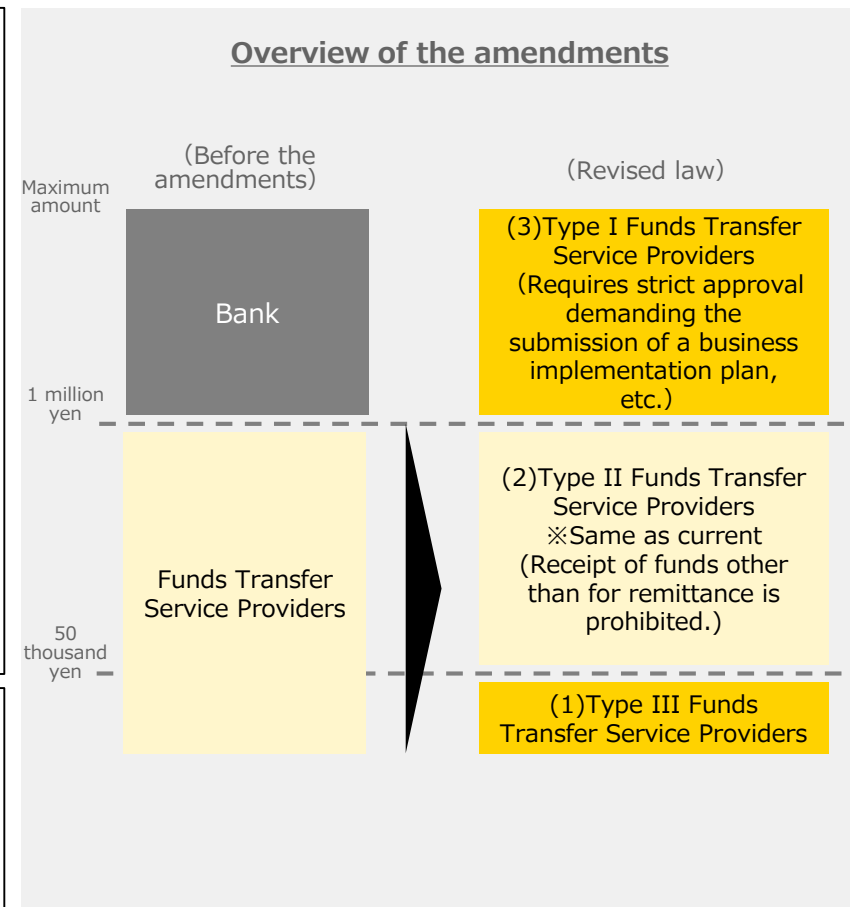 Overview of the amendments
（Before the
amendments）
（Revised law）
Maximum
amount
Bank
(3)Type I Funds Transfer
Service Providers
（Requires strict approval
demanding the
submission of a business
implementation plan,
etc.）
1 million
yen
Funds Transfer
Service Providers
(2)Type II Funds Transfer
Service Providers
※Same as current
(Receipt of funds other
than for remittance is
prohibited.)
50
thousand
yen
(1)Type III Funds
Transfer Service Providers